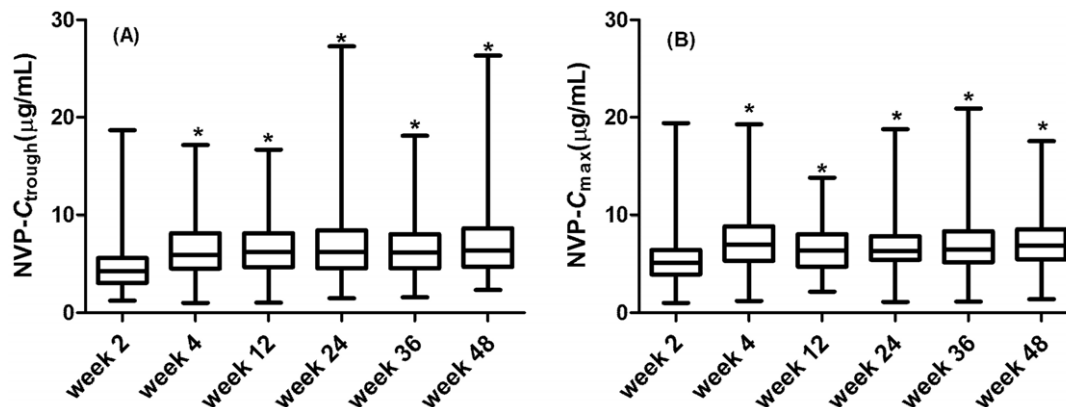 (A)
NVP-Ctrough(μg/mL)
30
20
10
0
* * * * *
week 2 week 4 week 12 week 24 week 36 week 48
(B)
NVP-Cmax(μg/mL)
30
20
10
0
* * * * *
week 2 week 4 week 12 week 24 week 36 week 48